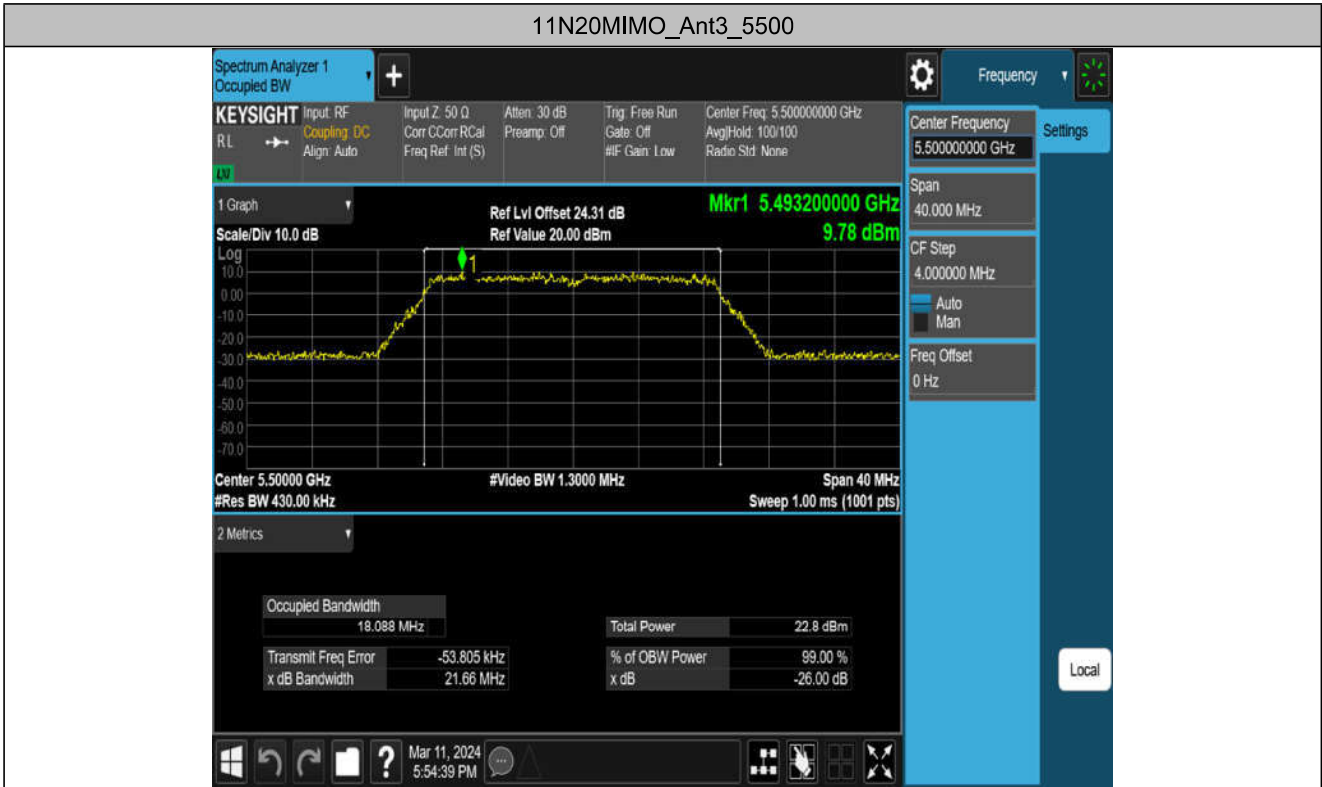 11N20MIMO_Ant3_5500
Spectrum Analyzer 1
Occupied BW
Frequency
KEYSIGHT
R L
LXI
Input: RF
Coupling: DC
Align: Auto
Input Z: 50 Ω
Corr CCorr RCal
Freq Ref: Int (S)
Atten: 30 dB
Preamp: Off
Trig: Free Run
Gate: Off
#IF Gain: Low
Center Freq: 5.500000000 GHz
Avg|Hold: 100/100
Radio Std: None
Center Frequency
5.500000000 GHz
Settings
Span
40.000 MHz
CF Step
4.000000 MHz
Auto
Man
Freq Offset
0 Hz
Local
1 Graph
Scale/Div 10.0 dB
Ref Lvl Offset 24.31 dB
Ref Value 20.00 dBm
Mkr1 5.493200000 GHz
9.78 dBm
Log
10.0
0.00
-10.0
-20.0
-30.0
-40.0
-50.0
-60.0
-70.0
1
Center 5.50000 GHz
#Video BW 1.3000 MHz
Span 40 MHz
#Res BW 430.00 kHz
Sweep 1.00 ms (1001 pts)
2 Metrics
Occupied Bandwidth
18.088 MHz
Total Power 22.8 dBm
Transmit Freq Error -53.805 kHz
% of OBW Power 99.00 %
x dB Bandwidth 21.66 MHz
x dB -26.00 dB
?
Mar 11, 2024
5:54:39 PM